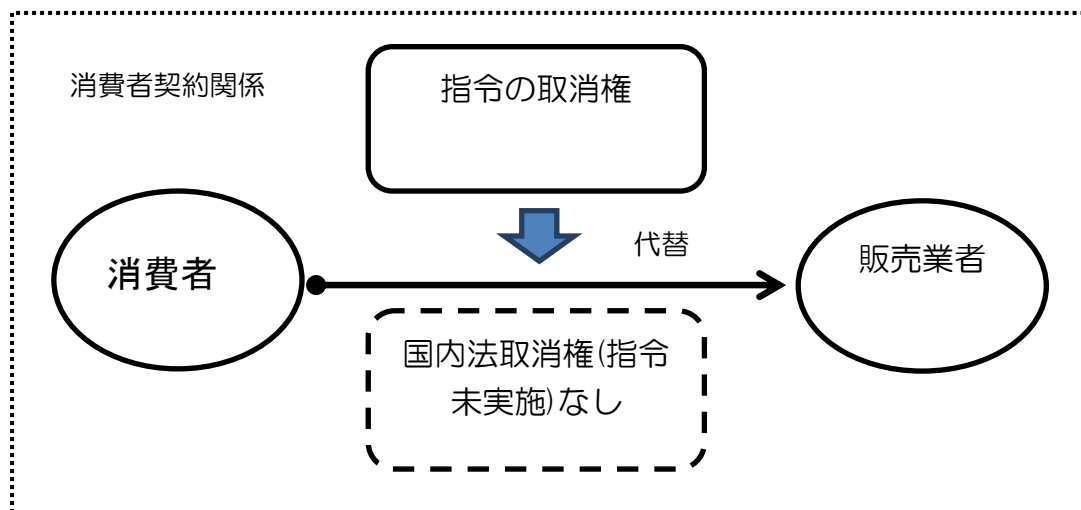 消費者契約関係
指令の取消権
消費者
代替
販売業者
国内法取消権(指令
未実施)なし